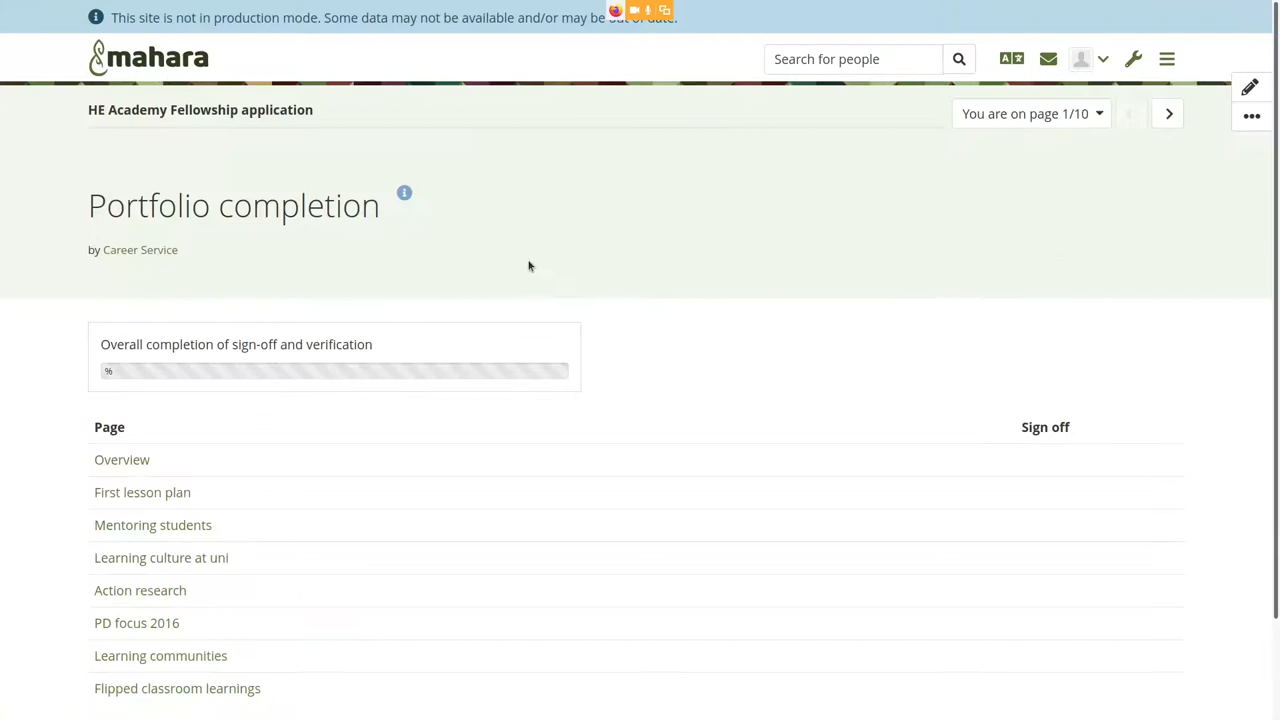 This site is not in production mode. Some data may not be available and/or may be out of date.
mahara
Search for people
HE Academy Fellowship application
You are on page 1/10
Portfolio completion
by Career Service
Overall completion of sign-off and verification
%
Page Sign off
Overview
First lesson plan
Mentoring students
Learning culture at uni
Action research
PD focus 2016
Learning communities
Flipped classroom learnings